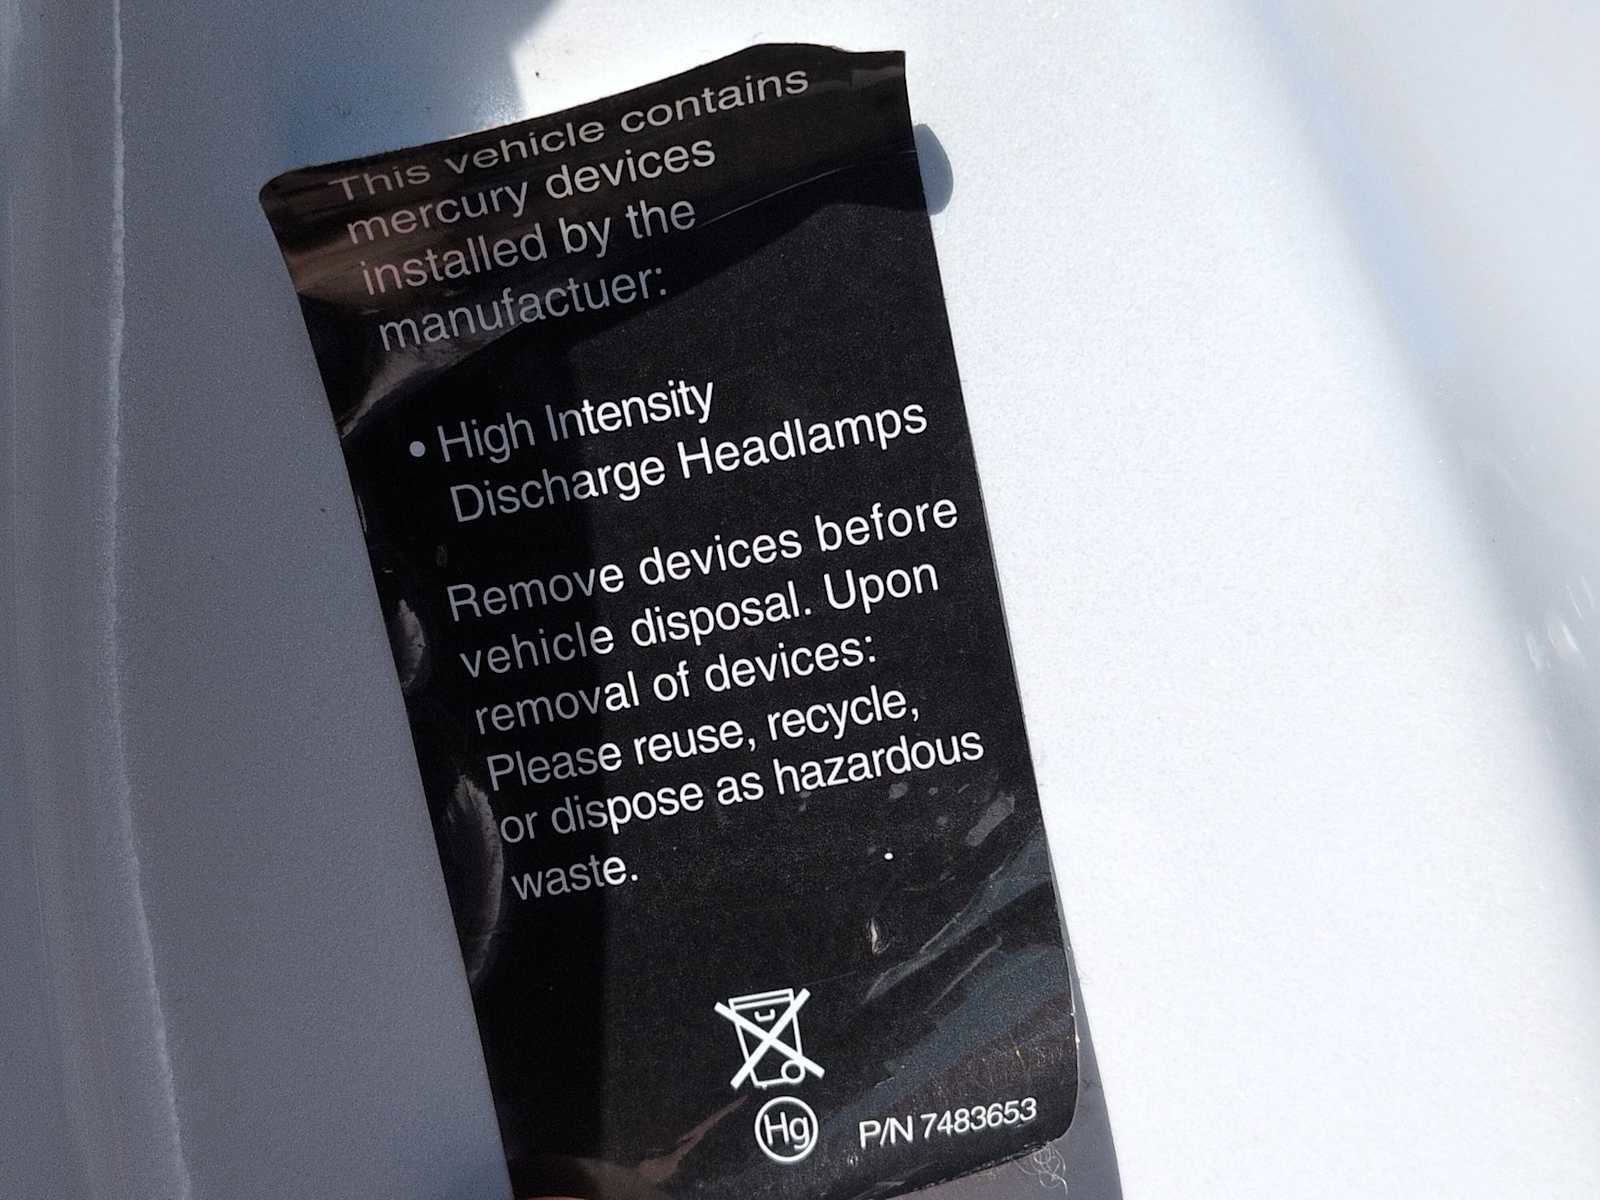 This vehicle contains
mercury devices
installed by the
manufactuer:
• High Intensity
Discharge Headlamps
Remove devices before
vehicle disposal. Upon
removal of devices:
Please reuse, recycle,
or dispose as hazardous
waste.
Hg
P/N 7483653